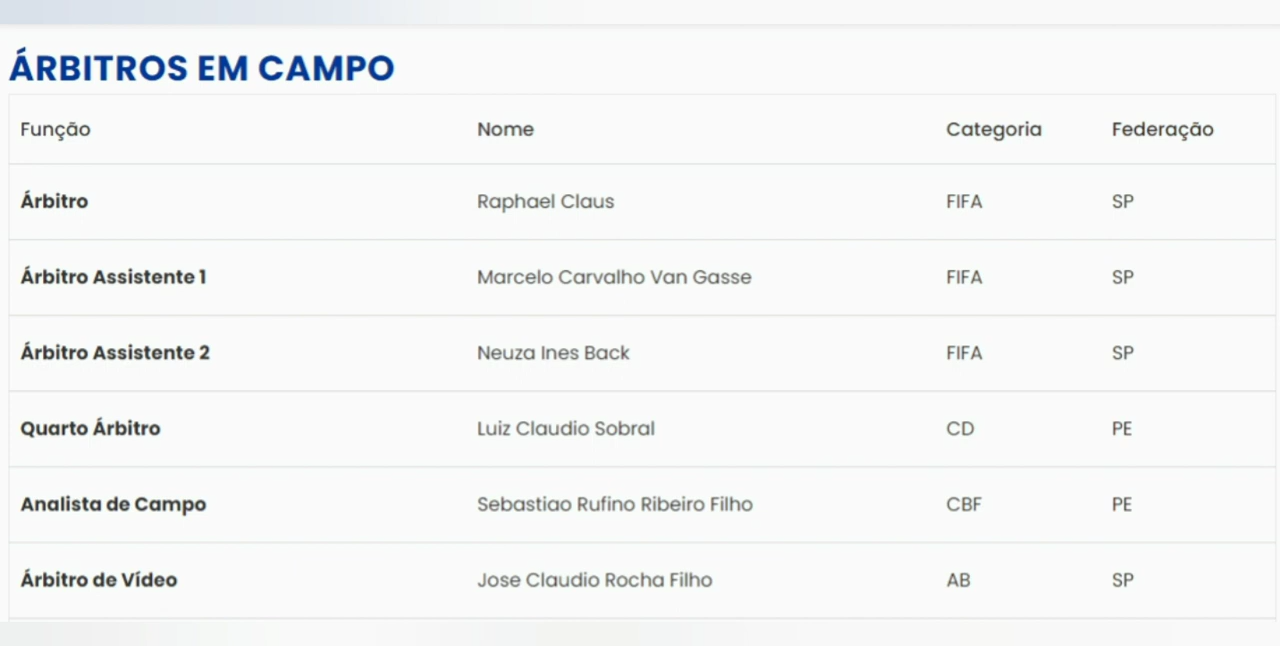 ÁRBITROS EM CAMPO
Função Nome Categoria Federação
Árbitro Raphael Claus FIFA SP
Árbitro Assistente 1 Marcelo Carvalho Van Gasse FIFA SP
Árbitro Assistente 2 Neuza Ines Back FIFA SP
Quarto Árbitro Luiz Claudio Sobral CD PE
Analista de Campo Sebastiao Rufino Ribeiro Filho CBF PE
Árbitro de Vídeo Jose Claudio Rocha Filho AB SP